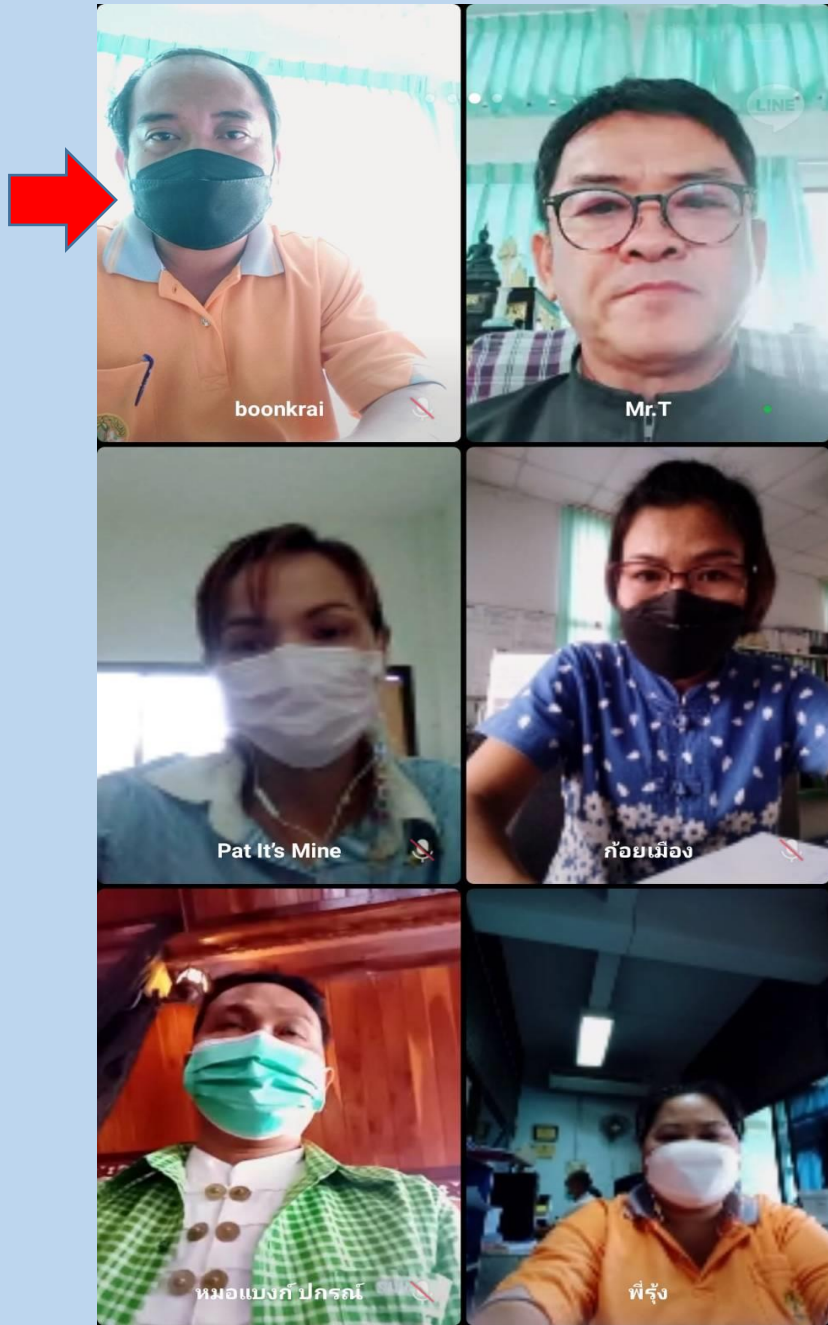 LINE
boonkrai
Mr.T
Pat It's Mine
ก้อยเมือง
หมอแบงก์ ปกรณ์
พี่รุ้ง